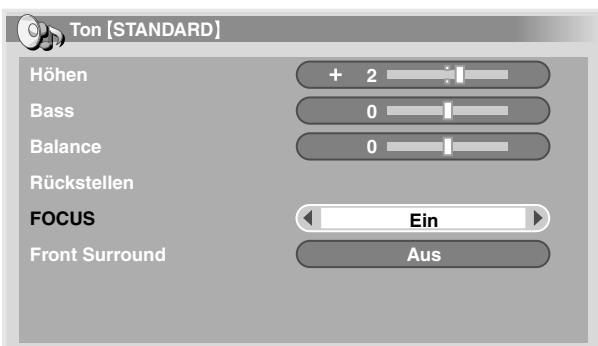 Ton [STANDARD]
Höhen + 2
Bass 0
Balance 0
Rückstellen
FOCUS Ein
Front Surround Aus